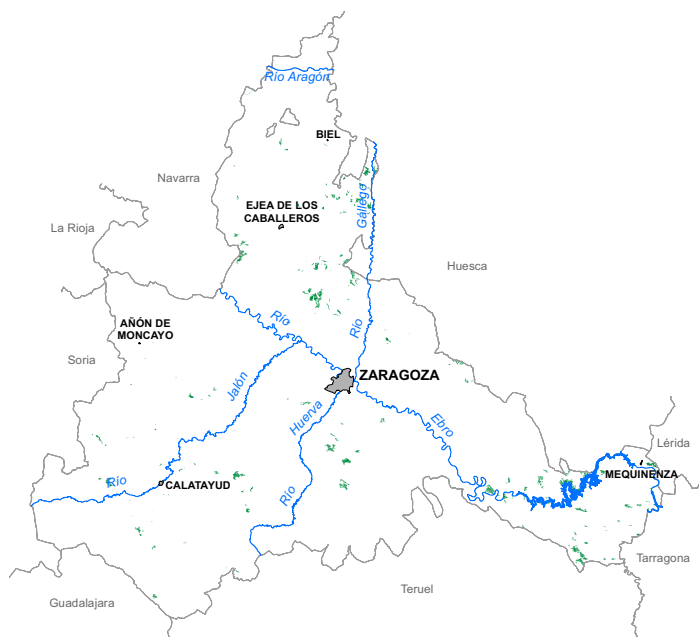 Río Aragón
BIEL
Navarra
Gállego
EJEA DE LOS
CABALLEROS
La Rioja
Huesca
Río
Río
AÑÓN DE
MONCAYO
Soria
ZARAGOZA
Jalón
Huerva
Ebro
Lérida
MEQUINENZA
Río
CALATAYUD
Río
Tarragona
Teruel
Guadalajara